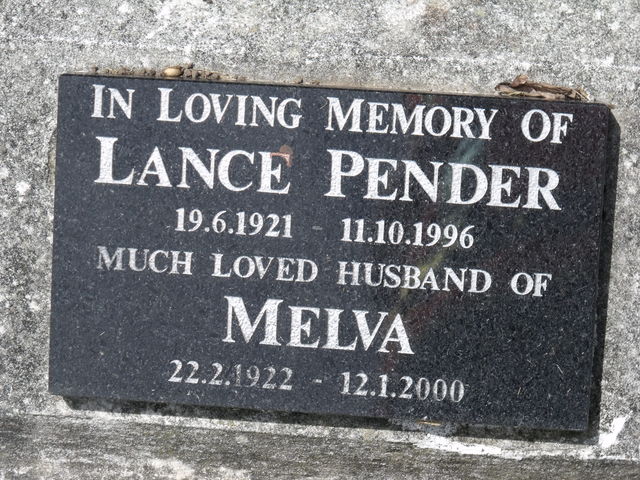 IN LOVING MEMORY OF
LANCE PENDER
19.6.1921 - 11.10.1996
MUCH LOVED HUSBAND OF
MELVA
22.2.1922 - 12.1.2000